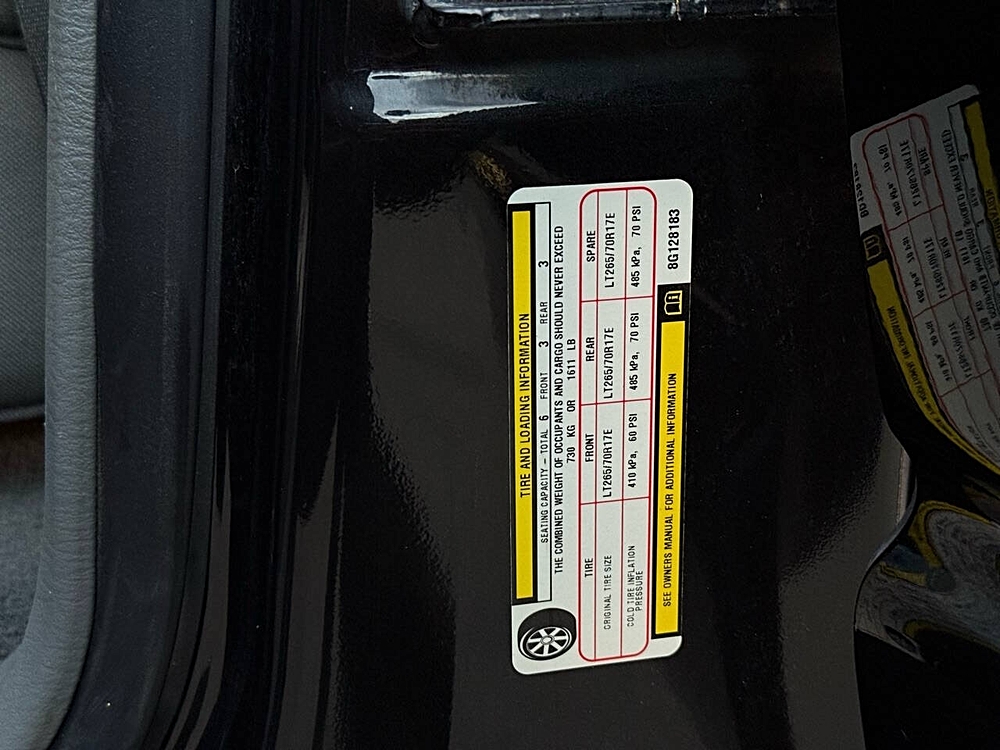 TIRE AND LOADING INFORMATION
SEATING CAPACITY – TOTAL 6 FRONT 3 REAR 3
THE COMBINED WEIGHT OF OCCUPANTS AND CARGO SHOULD NEVER EXCEED
730 KG OR 1611 LB
TIRE FRONT REAR SPARE
ORIGINAL TIRE SIZE LT265/70R17E LT265/70R17E LT265/70R17E
COLD TIRE INFLATION PRESSURE 410 kPa, 60 PSI 485 kPa, 70 PSI 485 kPa, 70 PSI
SEE OWNERS MANUAL FOR ADDITIONAL INFORMATION
8G128183